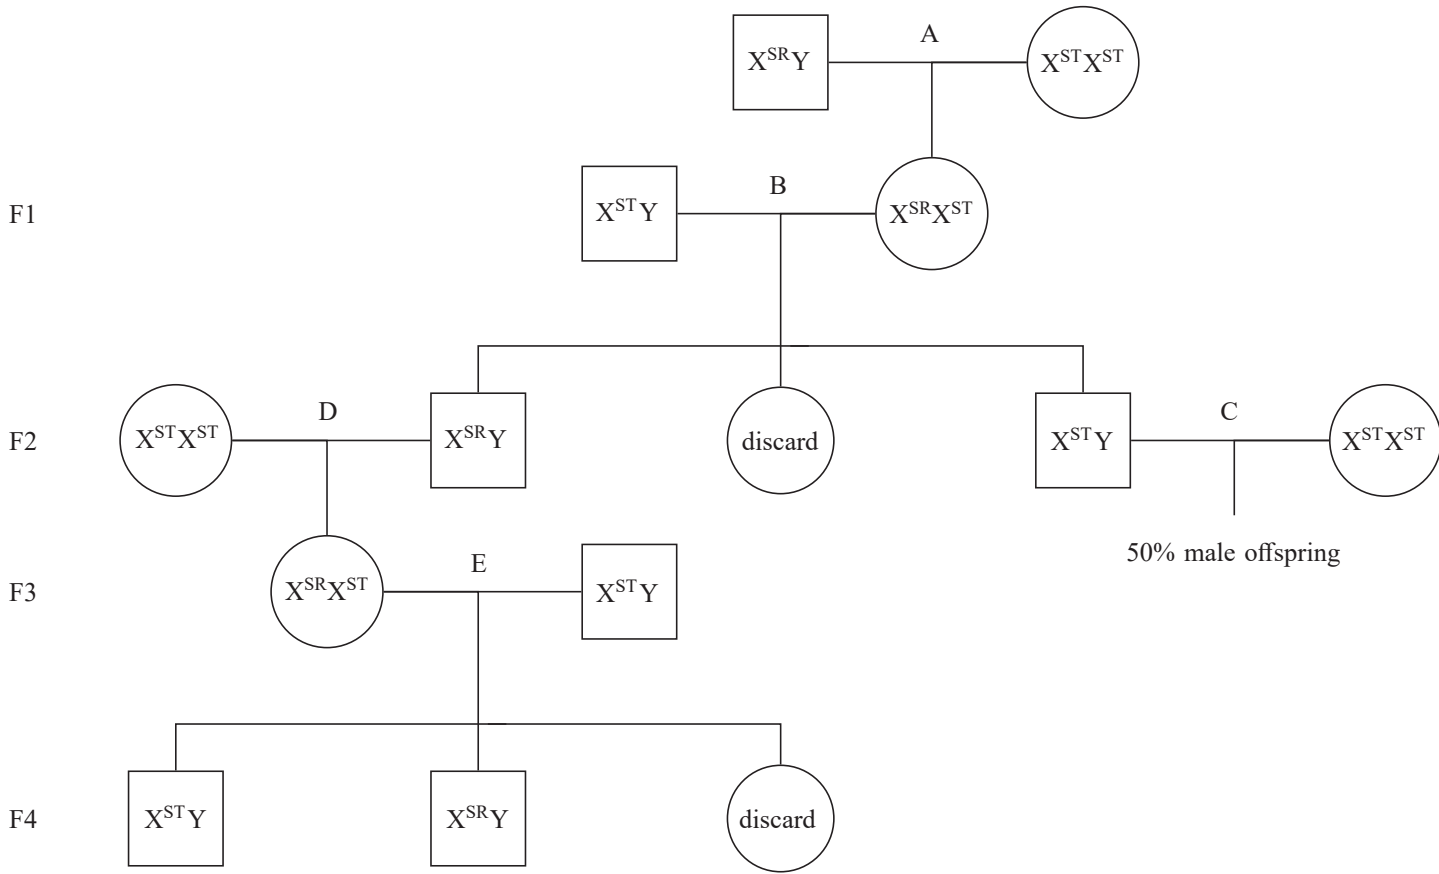 A
X^SR Y
X^ST X^ST
F1
B
X^ST Y
X^SR X^ST
F2
D
C
X^ST X^ST
X^SR Y
discard
X^ST Y
X^ST X^ST
50% male offspring
F3
E
X^SR X^ST
X^ST Y
F4
X^ST Y
X^SR Y
discard